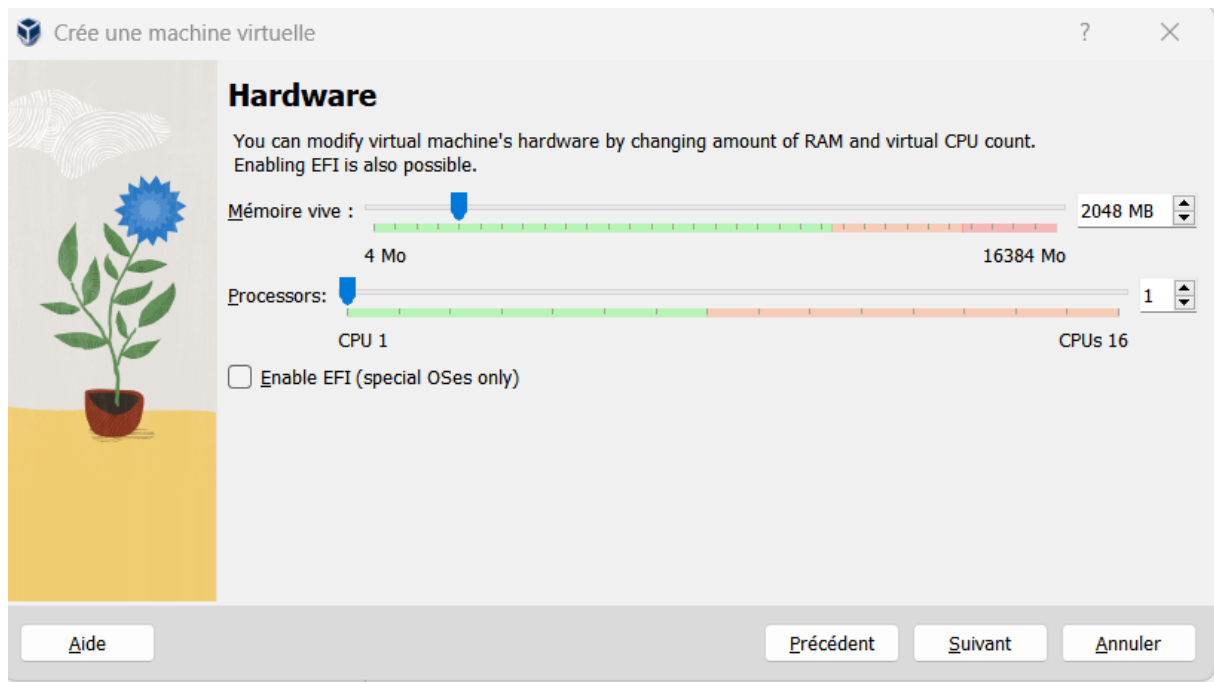 Crée une machine virtuelle
?
Hardware
You can modify virtual machine's hardware by changing amount of RAM and virtual CPU count.
Enabling EFI is also possible.
Mémoire vive : 2048 MB
4 Mo 16384 Mo
Processors: 1
CPU 1 CPUs 16
Enable EFI (special OSes only)
Aide Précédent Suivant Annuler